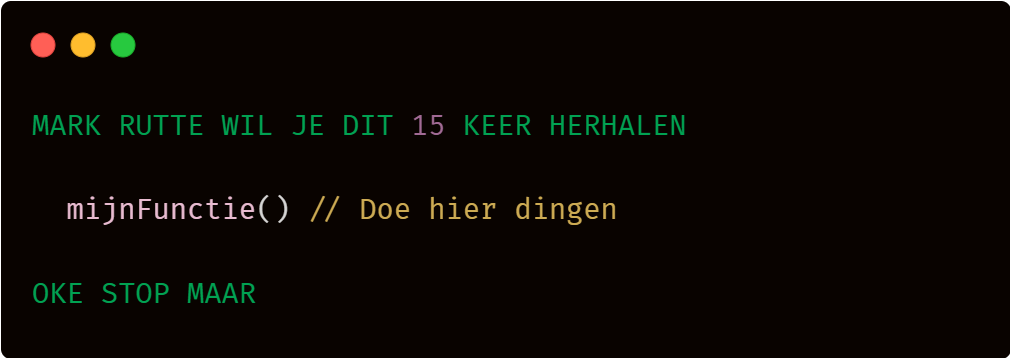 MARK RUTTE WIL JE DIT 15 KEER HERHALEN
mijnFunctie() // Doe hier dingen
OKE STOP MAAR